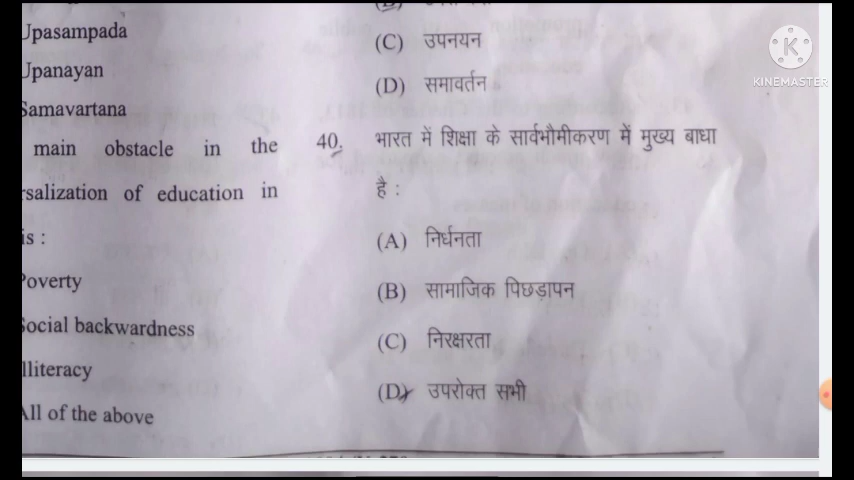 Upasampada
Upanayan
Samavartana
main obstacle in the
rsalization of education in
is :
Poverty
Social backwardness
Illiteracy
All of the above
(C) उपनयन
(D) समावर्तन
40. भारत में शिक्षा के सार्वभौमीकरण में मुख्य बाधा
है :
(A) निर्धनता
(B) सामाजिक पिछड़ापन
(C) निरक्षरता
(D) उपरोक्त सभी
K
KINEMASTER